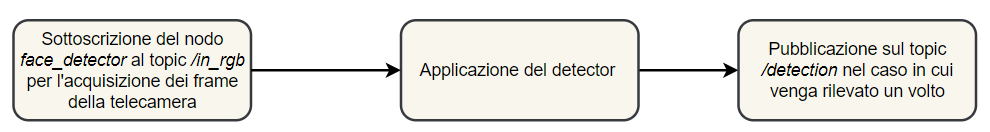 Sottoscrizione del nodo
face_detector al topic /in_rgb
per l'acquisizione dei frame
della telecamera
Applicazione del detector
Pubblicazione sul topic
/detection nel caso in cui
venga rilevato un volto